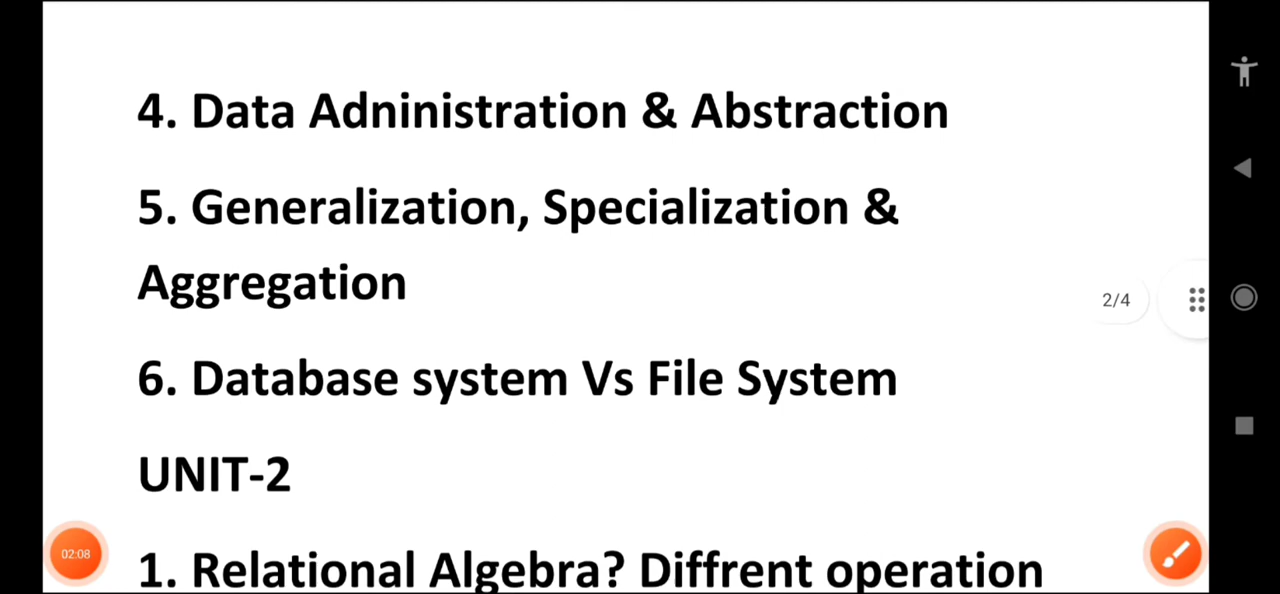 4. Data Adninistration & Abstraction
5. Generalization, Specialization &
Aggregation
2/4
6. Database system Vs File System
UNIT-2
02:08
1. Relational Algebra? Diffrent operation